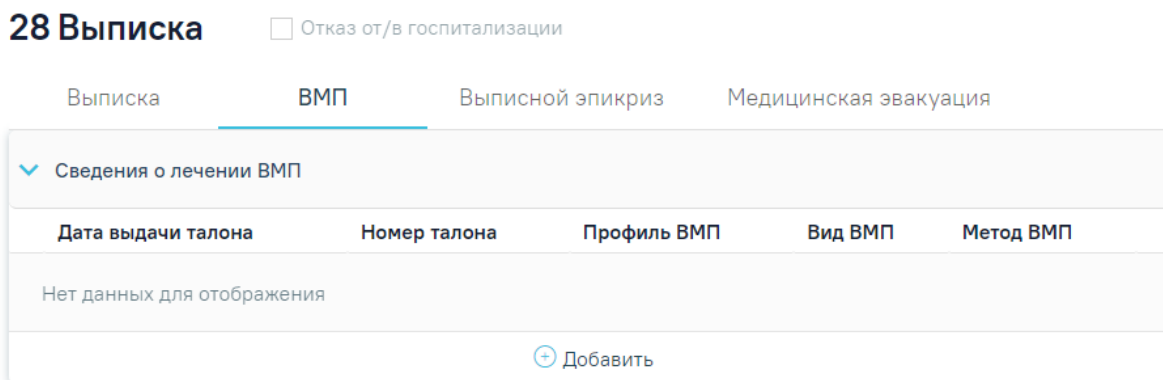 28 Выписка Отказ от/в госпитализации
Выписка ВМП Выписной эпикриз Медицинская эвакуация
Сведения о лечении ВМП
Дата выдачи талона Номер талона Профиль ВМП Вид ВМП Метод ВМП
Нет данных для отображения
Добавить